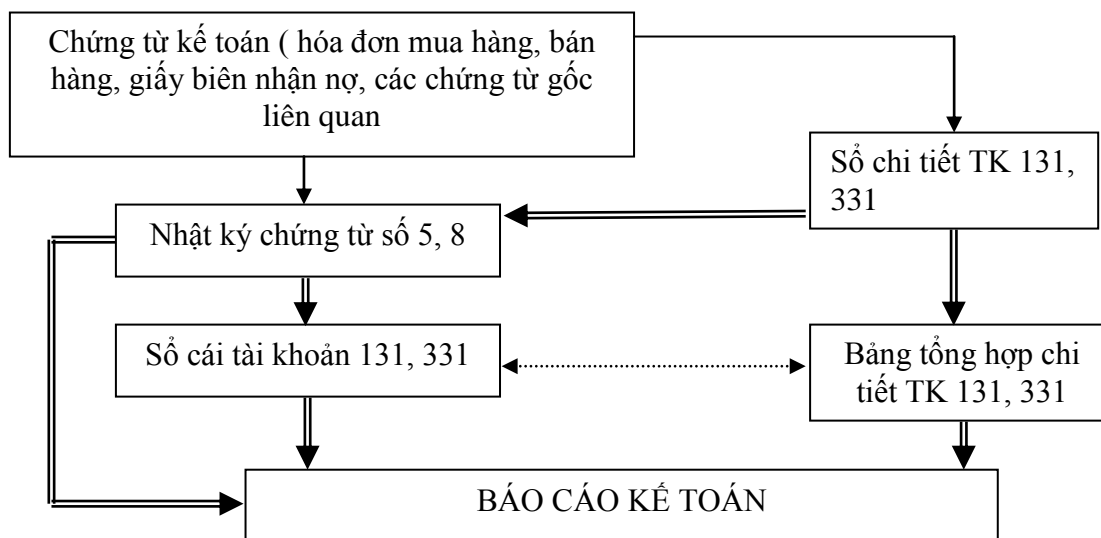 Chứng từ kế toán ( hóa đơn mua hàng, bán
hàng, giấy biên nhận nợ, các chứng từ gốc
liên quan
Sổ chi tiết TK 131,
331
Nhật ký chứng từ số 5, 8
Sổ cái tài khoản 131, 331
Bảng tổng hợp chi
tiết TK 131, 331
BÁO CÁO KẾ TOÁN